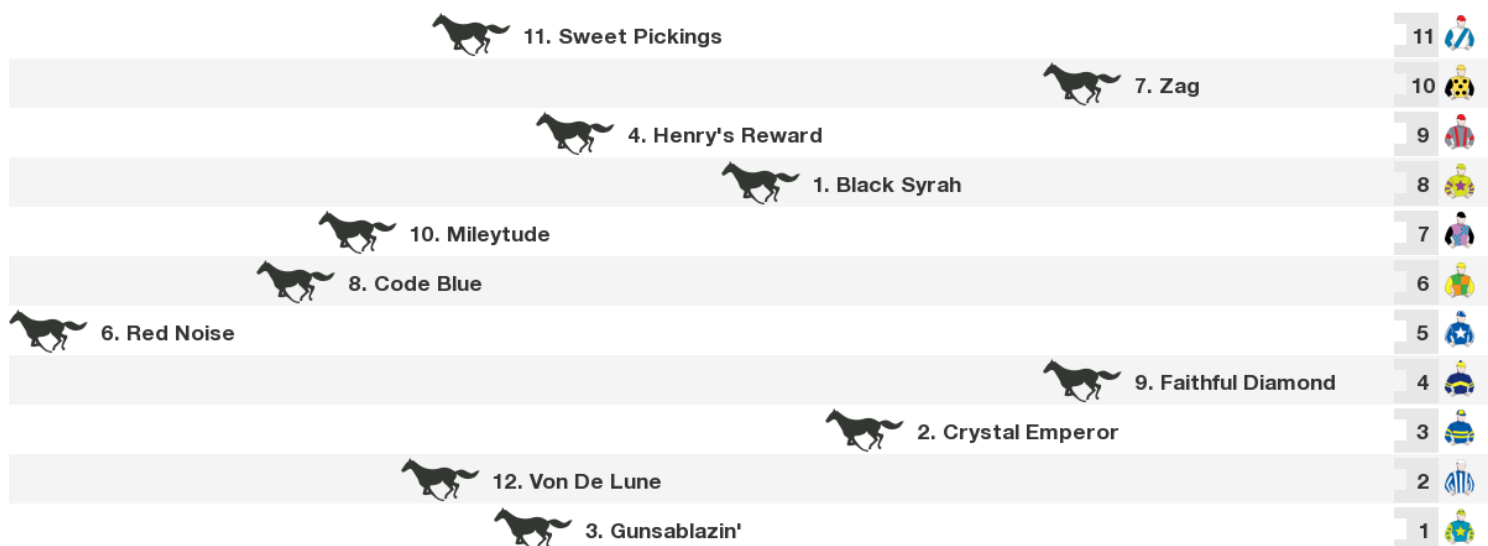 11. Sweet Pickings 11
7. Zag 10
4. Henry's Reward 9
1. Black Syrah 8
10. Mileytude 7
8. Code Blue 6
6. Red Noise 5
9. Faithful Diamond 4
2. Crystal Emperor 3
12. Von De Lune 2
3. Gunsablazin' 1